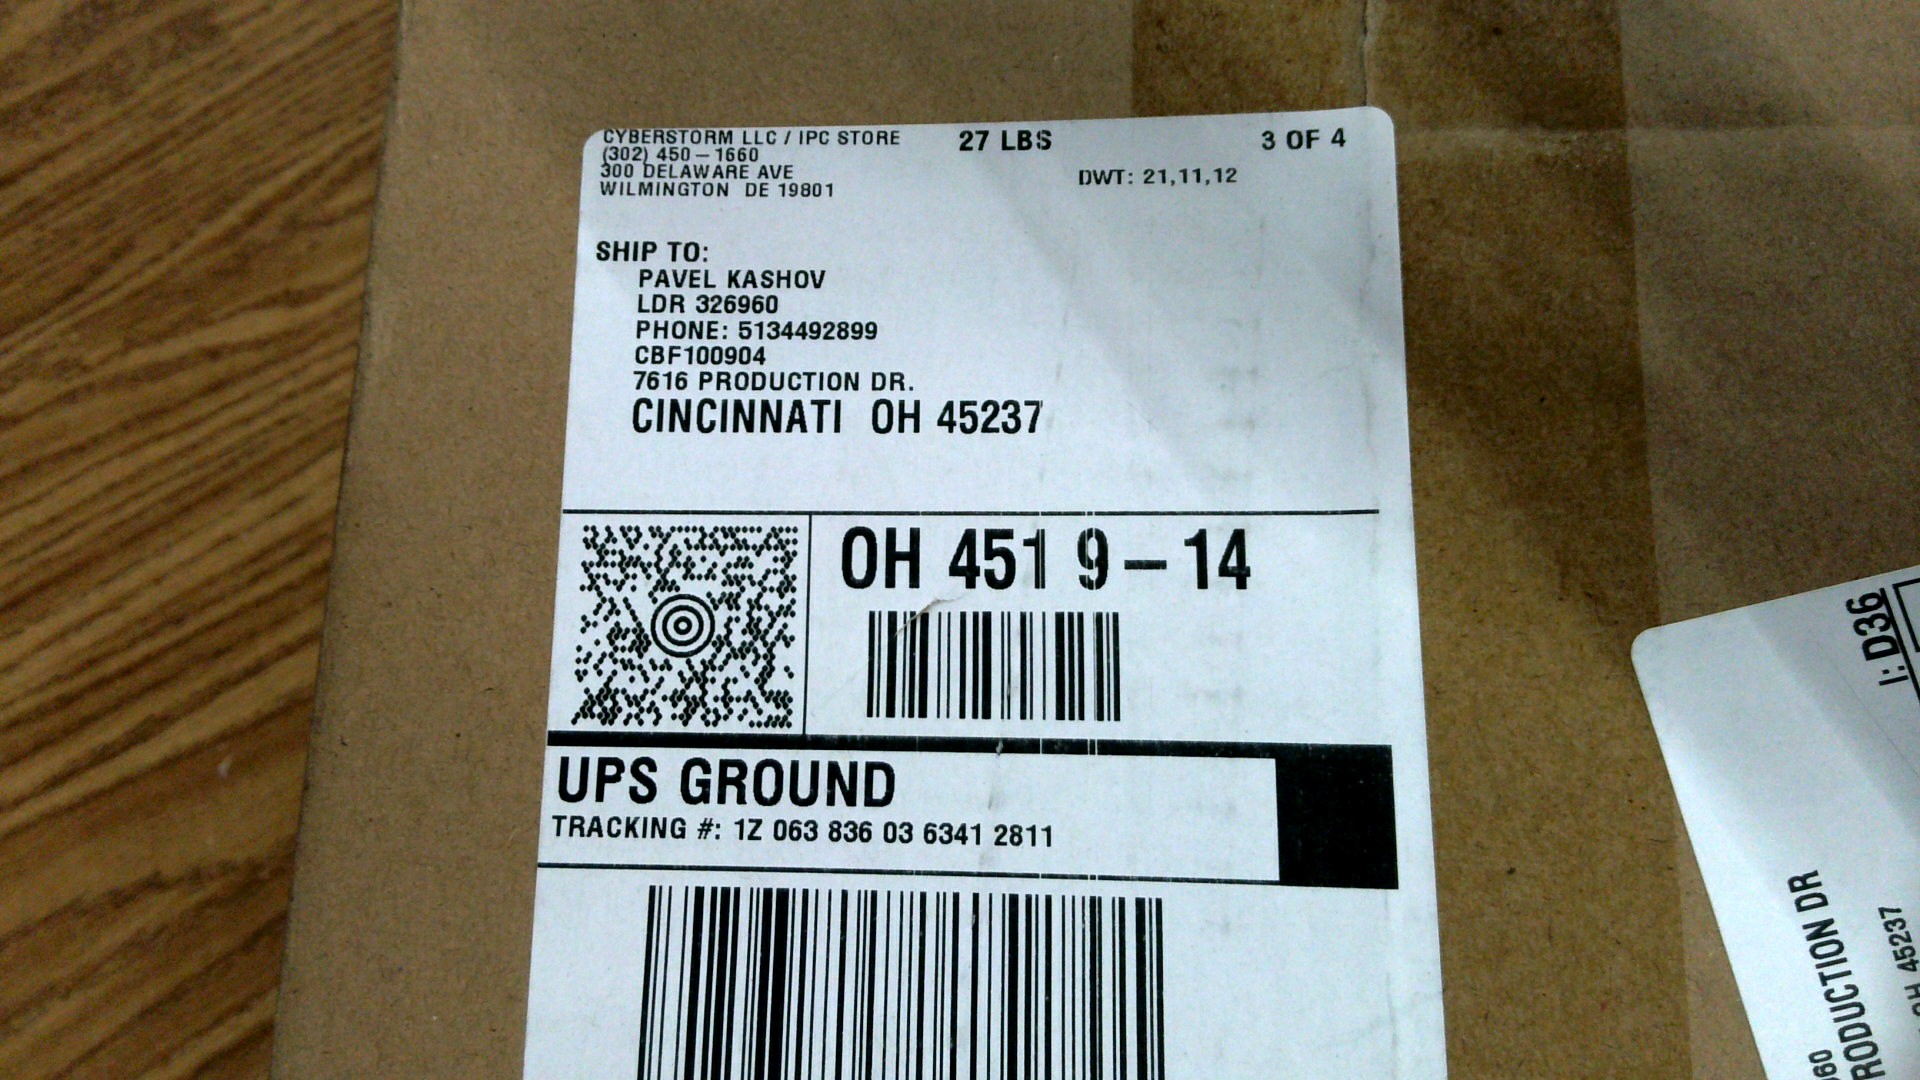 CYBERSTORM LLC / IPC STORE
(302) 450-1660
300 DELAWARE AVE
WILMINGTON DE 19801
27 LBS
3 OF 4
DWT: 21,11,12
SHIP TO:
PAVEL KASHOV
LDR 326960
PHONE: 5134492899
CBF100904
7616 PRODUCTION DR.
CINCINNATI OH 45237
OH 451 9-14
UPS GROUND
TRACKING #: 1Z 063 836 03 6341 2811
I: D36
60
RODUCTION DR
OH 45237